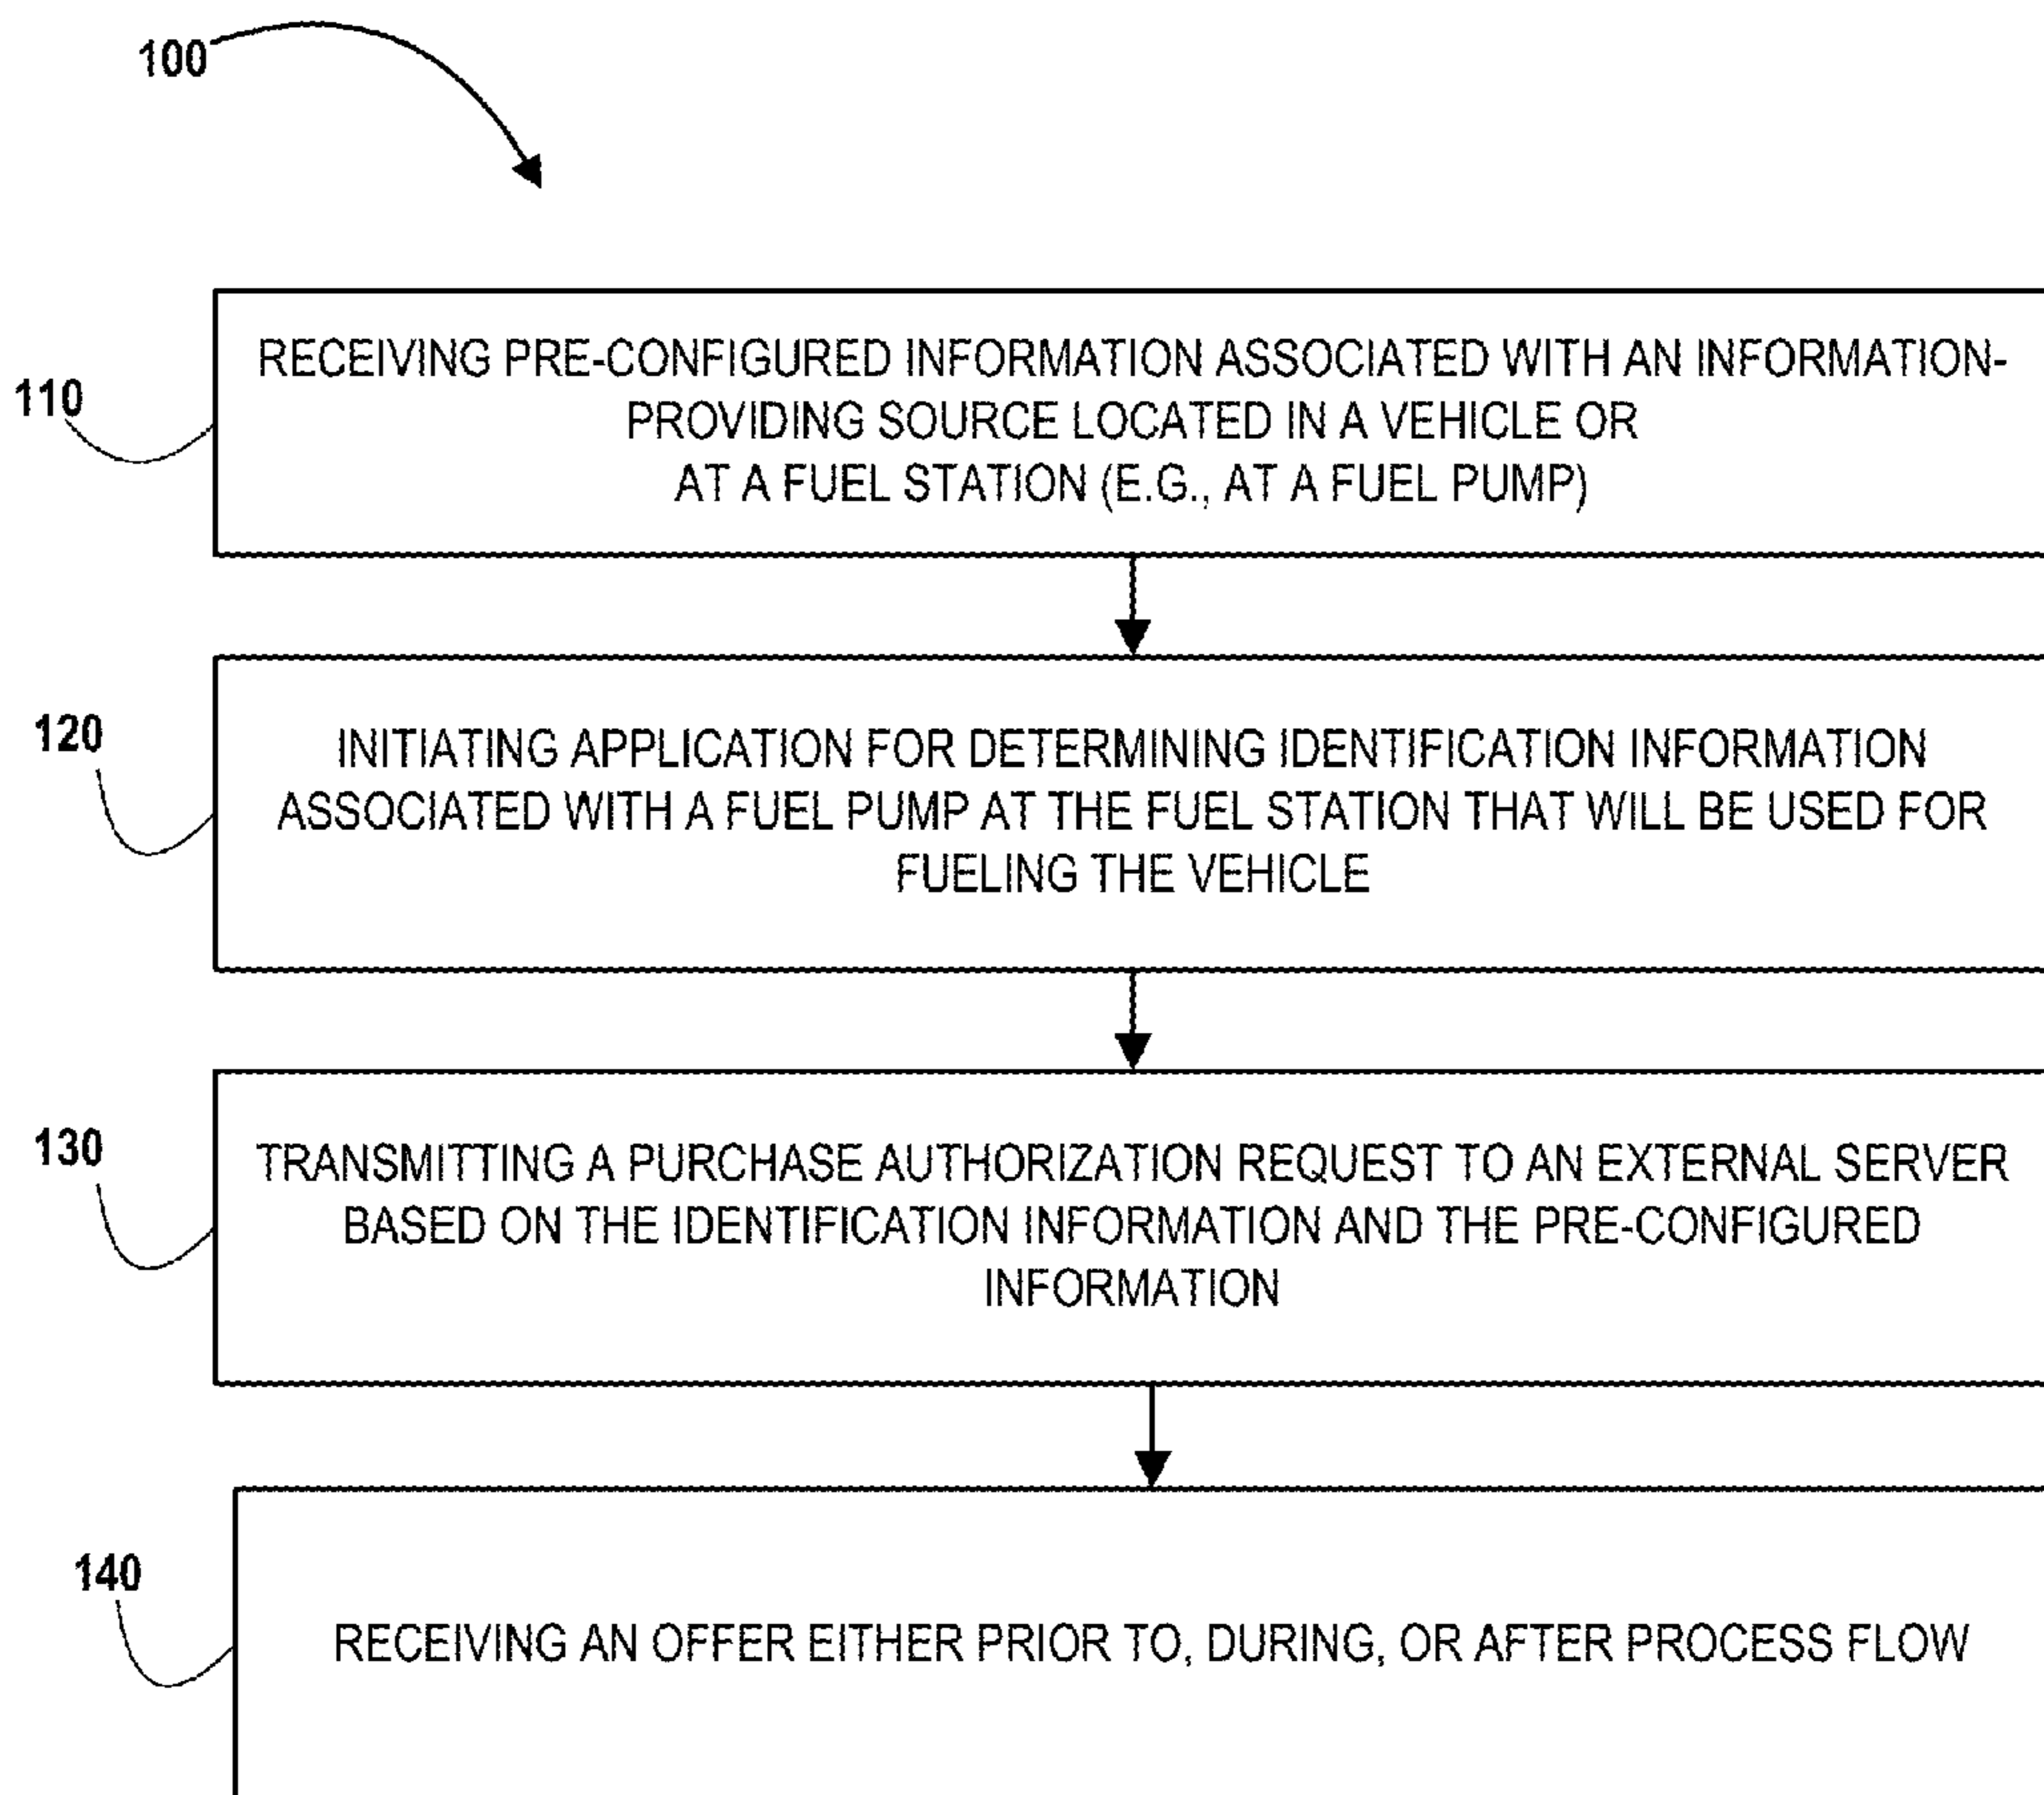 100
110
RECEIVING PRE-CONFIGURED INFORMATION ASSOCIATED WITH AN INFORMATION-
PROVIDING SOURCE LOCATED IN A VEHICLE OR
AT A FUEL STATION (E.G., AT A FUEL PUMP)
120
INITIATING APPLICATION FOR DETERMINING IDENTIFICATION INFORMATION
ASSOCIATED WITH A FUEL PUMP AT THE FUEL STATION THAT WILL BE USED FOR
FUELING THE VEHICLE
130
TRANSMITTING A PURCHASE AUTHORIZATION REQUEST TO AN EXTERNAL SERVER
BASED ON THE IDENTIFICATION INFORMATION AND THE PRE-CONFIGURED
INFORMATION
140
RECEIVING AN OFFER EITHER PRIOR TO, DURING, OR AFTER PROCESS FLOW